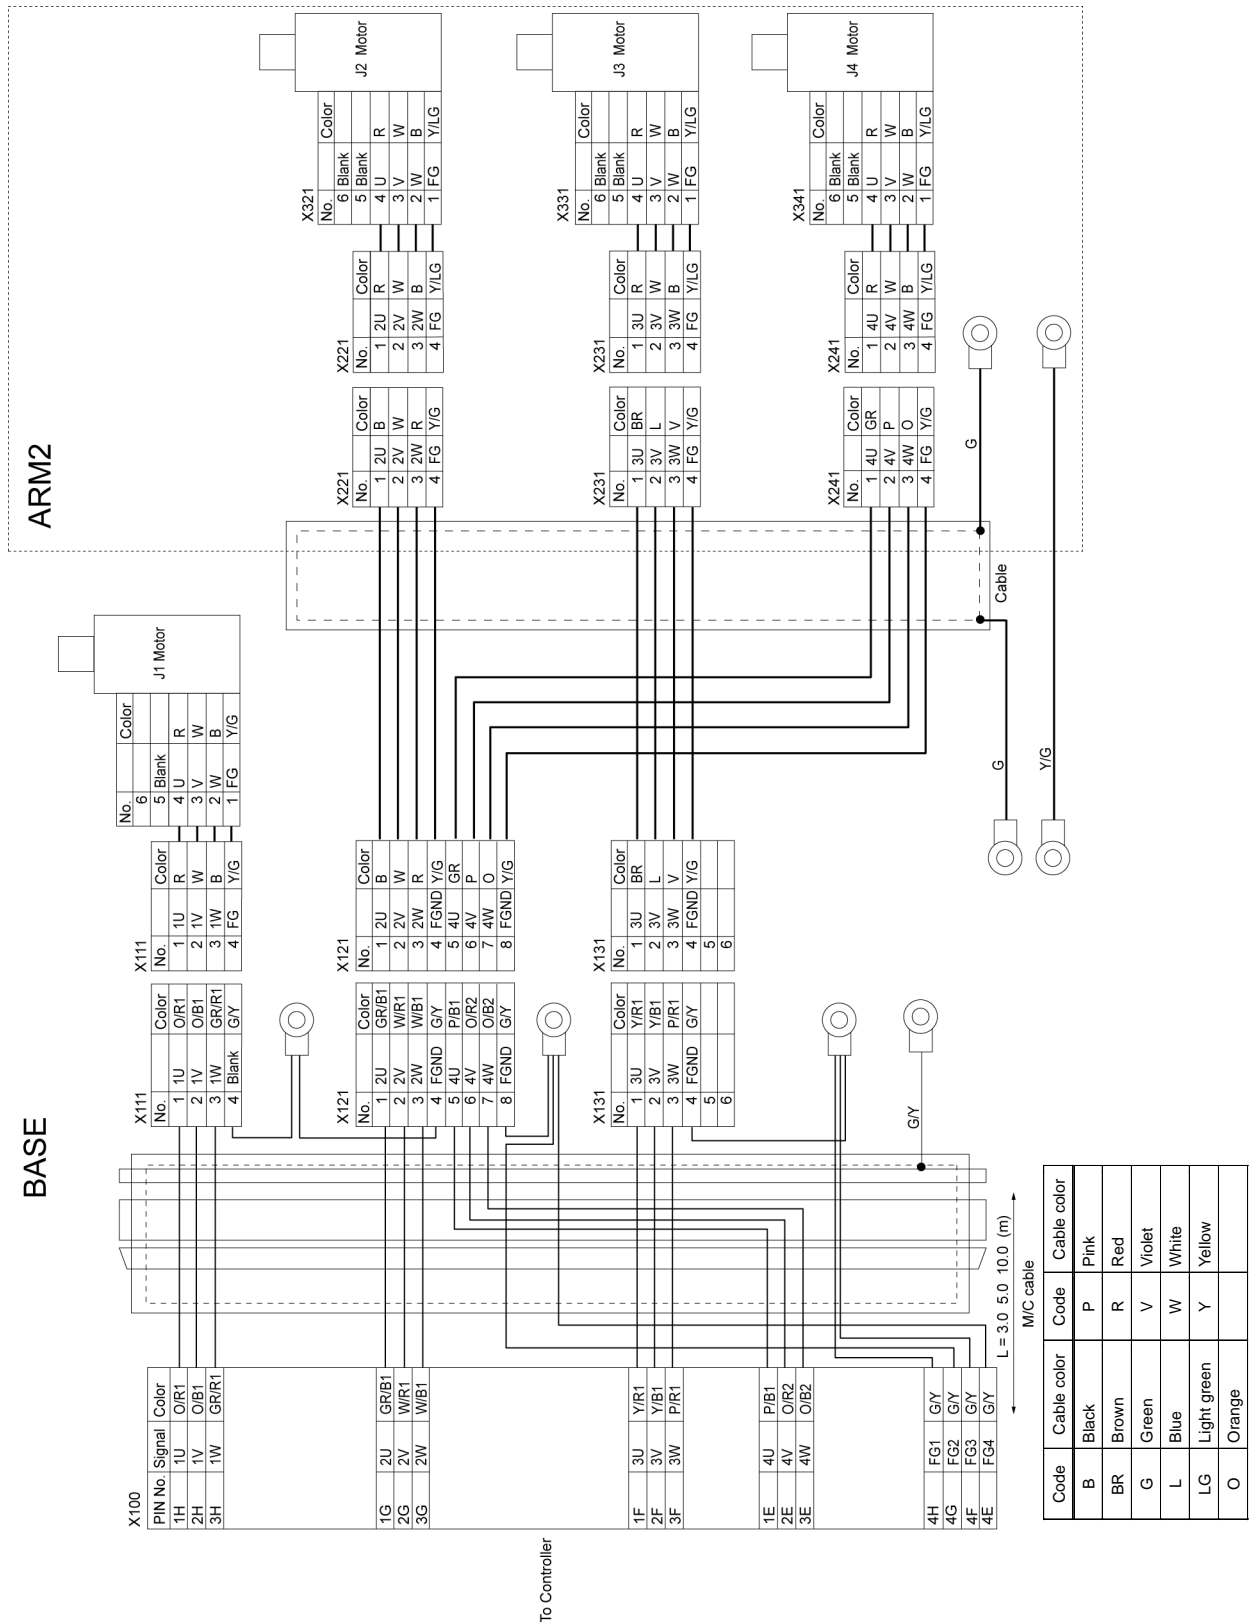 BASE
ARM2
To Controller
X100
PIN No. Signal Color
1H 1U O/R1
2H 1V O/B1
3H 1W GR/R1
1G 2U GR/B1
2G 2V W/R1
3G 2W W/B1
1F 3U Y/R1
2F 3V Y/B1
3F 3W P/R1
1E 4U P/B1
2E 4V O/R2
3E 4W O/B2
4H FG1 G/Y
4G FG2 G/Y
4F FG3 G/Y
4E FG4 G/Y
L = 3.0 5.0 10.0 (m)
M/C cable
G/Y
X111
No. Color
1 1U O/R1
2 1V O/B1
3 1W GR/R1
4 Blank G/Y
X121
No. Color
1 2U GR/B1
2 2V W/R1
3 2W W/B1
4 FGND G/Y
5 4U P/B1
6 4V O/R2
7 4W O/B2
8 FGND G/Y
X131
No. Color
1 3U Y/R1
2 3V Y/B1
3 3W P/R1
4 FGND G/Y
5
6
X111
No. Color
1 1U R
2 1V W
3 1W B
4 FG Y/G
X121
No. Color
1 2U B
2 2V W
3 2W R
4 FGND Y/G
5 4U GR
6 4V P
7 4W O
8 FGND Y/G
X131
No. Color
1 3U BR
2 3V L
3 3W V
4 FGND Y/G
5
6
No. Color
6
5 Blank
4 U R
3 V W
2 W B
1 FG Y/G
J1 Motor
G
Y/G
Cable
G
X221
No. Color
1 2U B
2 2V W
3 2W R
4 FG Y/G
X231
No. Color
1 3U BR
2 3V L
3 3W V
4 FG Y/G
X241
No. Color
1 4U GR
2 4V P
3 4W O
4 FG Y/G
X221
No. Color
1 2U R
2 2V W
3 2W B
4 FG Y/LG
X231
No. Color
1 3U R
2 3V W
3 3W B
4 FG Y/LG
X241
No. Color
1 4U R
2 4V W
3 4W B
4 FG Y/LG
X321
No. Color
6 Blank
5 Blank
4 U R
3 V W
2 W B
1 FG Y/LG
J2 Motor
X331
No. Color
6 Blank
5 Blank
4 U R
3 V W
2 W B
1 FG Y/LG
J3 Motor
X341
No. Color
6 Blank
5 Blank
4 U R
3 V W
2 W B
1 FG Y/LG
J4 Motor
Code Cable color Code Cable color
B Black P Pink
BR Brown R Red
G Green V Violet
L Blue W White
LG Light green Y Yellow
O Orange